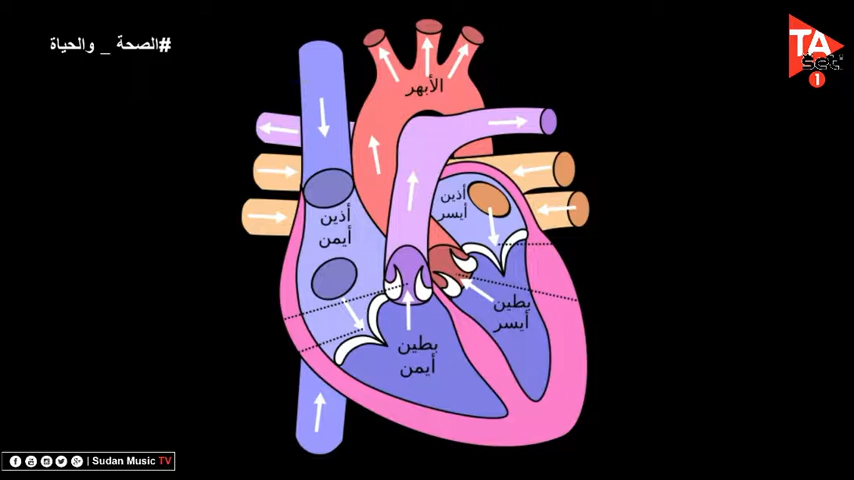 #الصحة _ والحياة
TA
set
1
الأبهر
أذين
أيسر
أذين
أيمن
بطين
أيسر
بطين
أيمن
| Sudan Music TV